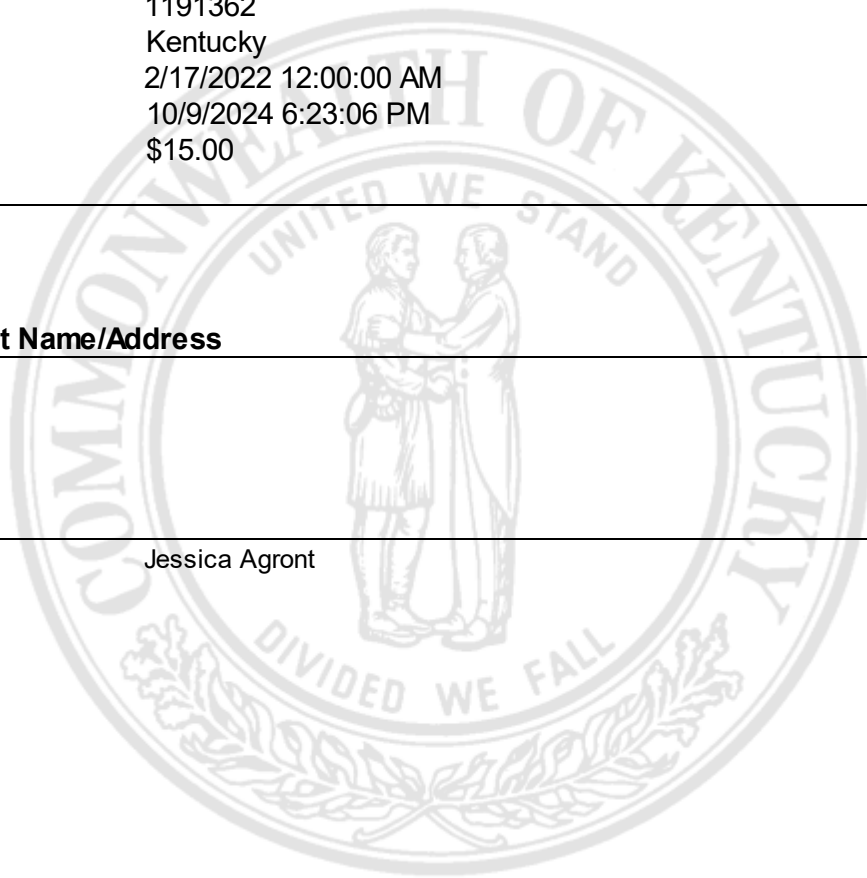 1191362
Kentucky
2/17/2022 12:00:00 AM
10/9/2024 6:23:06 PM
$15.00
t Name/Address
Jessica Agront
COMMONWEALTH OF KENTUCKY
UNITED WE STAND
DIVIDED WE FALL